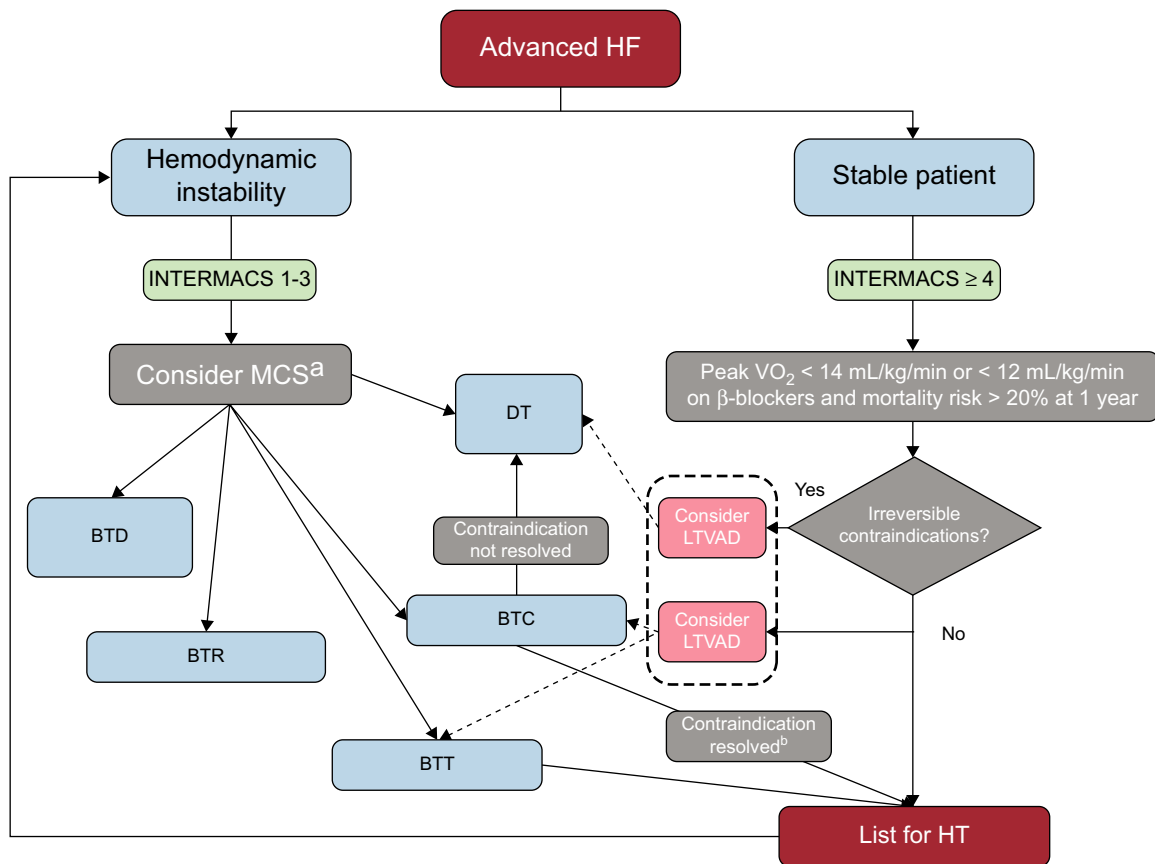 Advanced HF
Hemodynamic
instability
Stable patient
INTERMACS 1-3
INTERMACS ≥ 4
Consider MCSᵃ
Peak VO₂ < 14 mL/kg/min or < 12 mL/kg/min
on β-blockers and mortality risk > 20% at 1 year
DT
Yes
Irreversible
contraindications?
Consider
LTVAD
BTD
Contraindication
not resolved
BTC
Consider
LTVAD
No
BTR
Contraindication
resolvedᵇ
BTT
List for HT